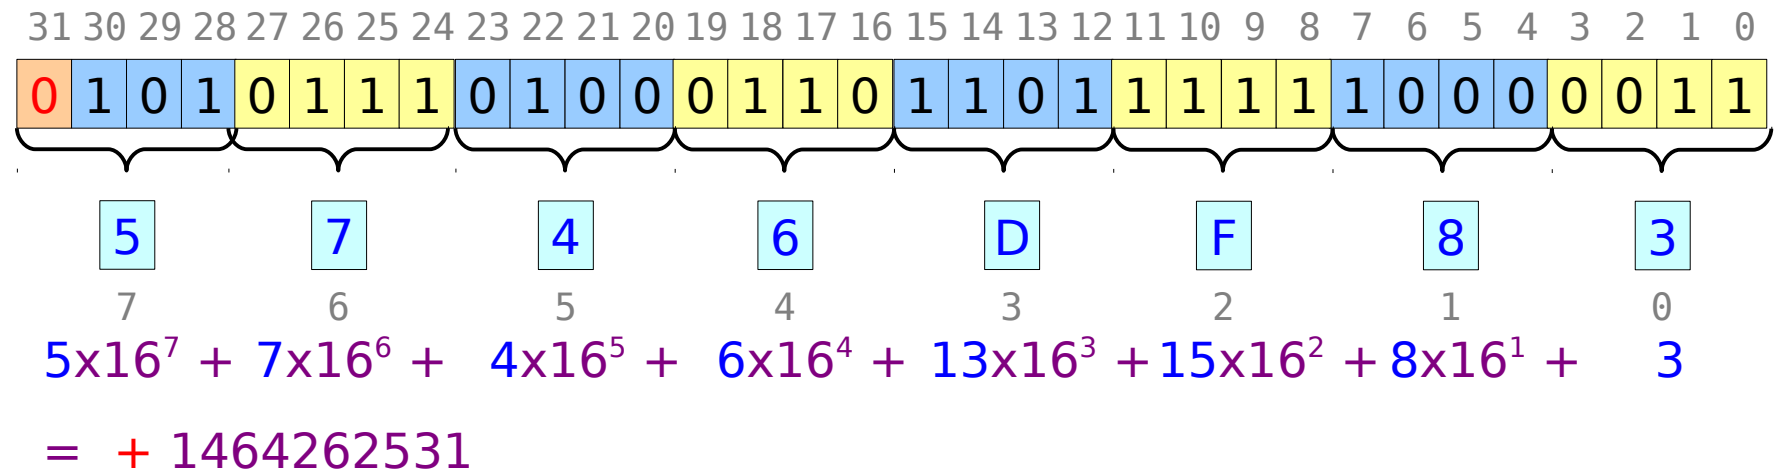 31 30 29 28 27 26 25 24 23 22 21 20 19 18 17 16 15 14 13 12 11 10 9 8 7 6 5 4 3 2 1 0
0 1 0 1 0 1 1 1 0 1 0 0 0 1 1 0 1 1 0 1 1 1 1 1 1 0 0 0 0 0 1 1
5 7 4 6 D F 8 3
7 6 5 4 3 2 1 0
5x16⁷ + 7x16⁶ + 4x16⁵ + 6x16⁴ + 13x16³ + 15x16² + 8x16¹ + 3
= + 1464262531